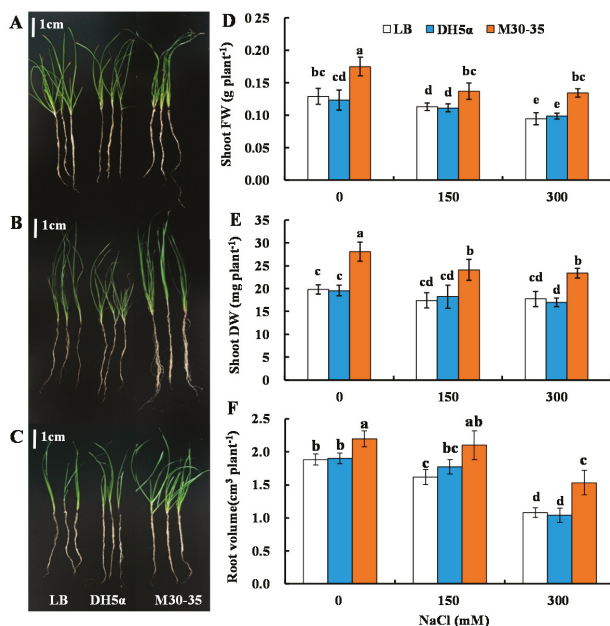 A
1cm
B
1cm
C
1cm
LB DH5α M30-35
D
LB DH5α M30-35
Shoot FW (g plant⁻¹)
0.20
0.15
0.10
0.05
0.00
bc cd a d d bc e e bc
0 150 300
E
Shoot DW (mg plant⁻¹)
35
30
25
20
15
10
5
0
c c a cd cd b cd d b
0 150 300
F
Root volume(cm³ plant⁻¹)
2.5
2.0
1.5
1.0
0.5
0.0
b b a c bc ab d d c
0 150 300
NaCl (mM)